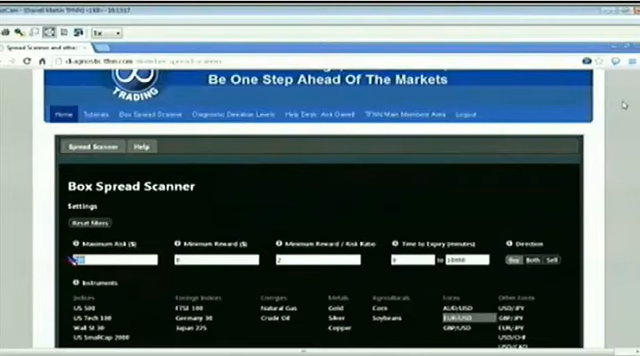 TRADING
Be One Step Ahead Of The Markets
Home Tutorials Box Spread Scanner Diagnostic Deviation Levels Help Desk: Ask Darrell TFNN Main Members Area Logout
Spread Scanner Help
Box Spread Scanner
Settings
Reset filters
Maximum Risk ($) Minimum Reward ($) Minimum Reward / Risk Ratio Time to Expiry (minutes) Direction
0 2 0 to 10000 Buy Both Sell
Instruments
Indices Foreign Indices Energies Metals Agriculturals Forex Other Forex
US 500 FTSE 100 Natural Gas Gold Corn AUD/USD USD/JPY
US Tech 100 Germany 30 Crude Oil Silver Soybeans EUR/USD GBP/JPY
Wall St 30 Japan 225 Copper GBP/USD EUR/JPY
US SmallCap 2000 USD/CHF
USD/CAD